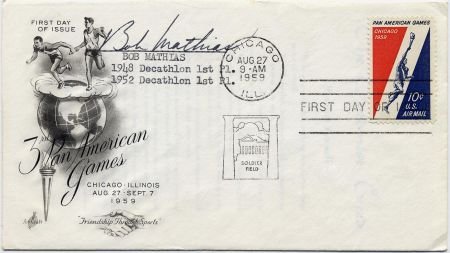 FIRST DAY
OF ISSUE
Bob Mathias
BOB MATHIAS
1948 Decathlon 1st Pl.
1952 Decathlon 1st Pl.
CHICAGO
AUG 27
9-AM
1959
ILL.
PAN AMERICAN GAMES
CHICAGO
1959
10¢
U.S.
AIR MAIL
FIRST DAY OF
SOLDIER
FIELD
3rd Pan American
Games
CHICAGO · ILLINOIS
AUG. 27 - SEPT. 7
1959
"Friendship Through Sports"